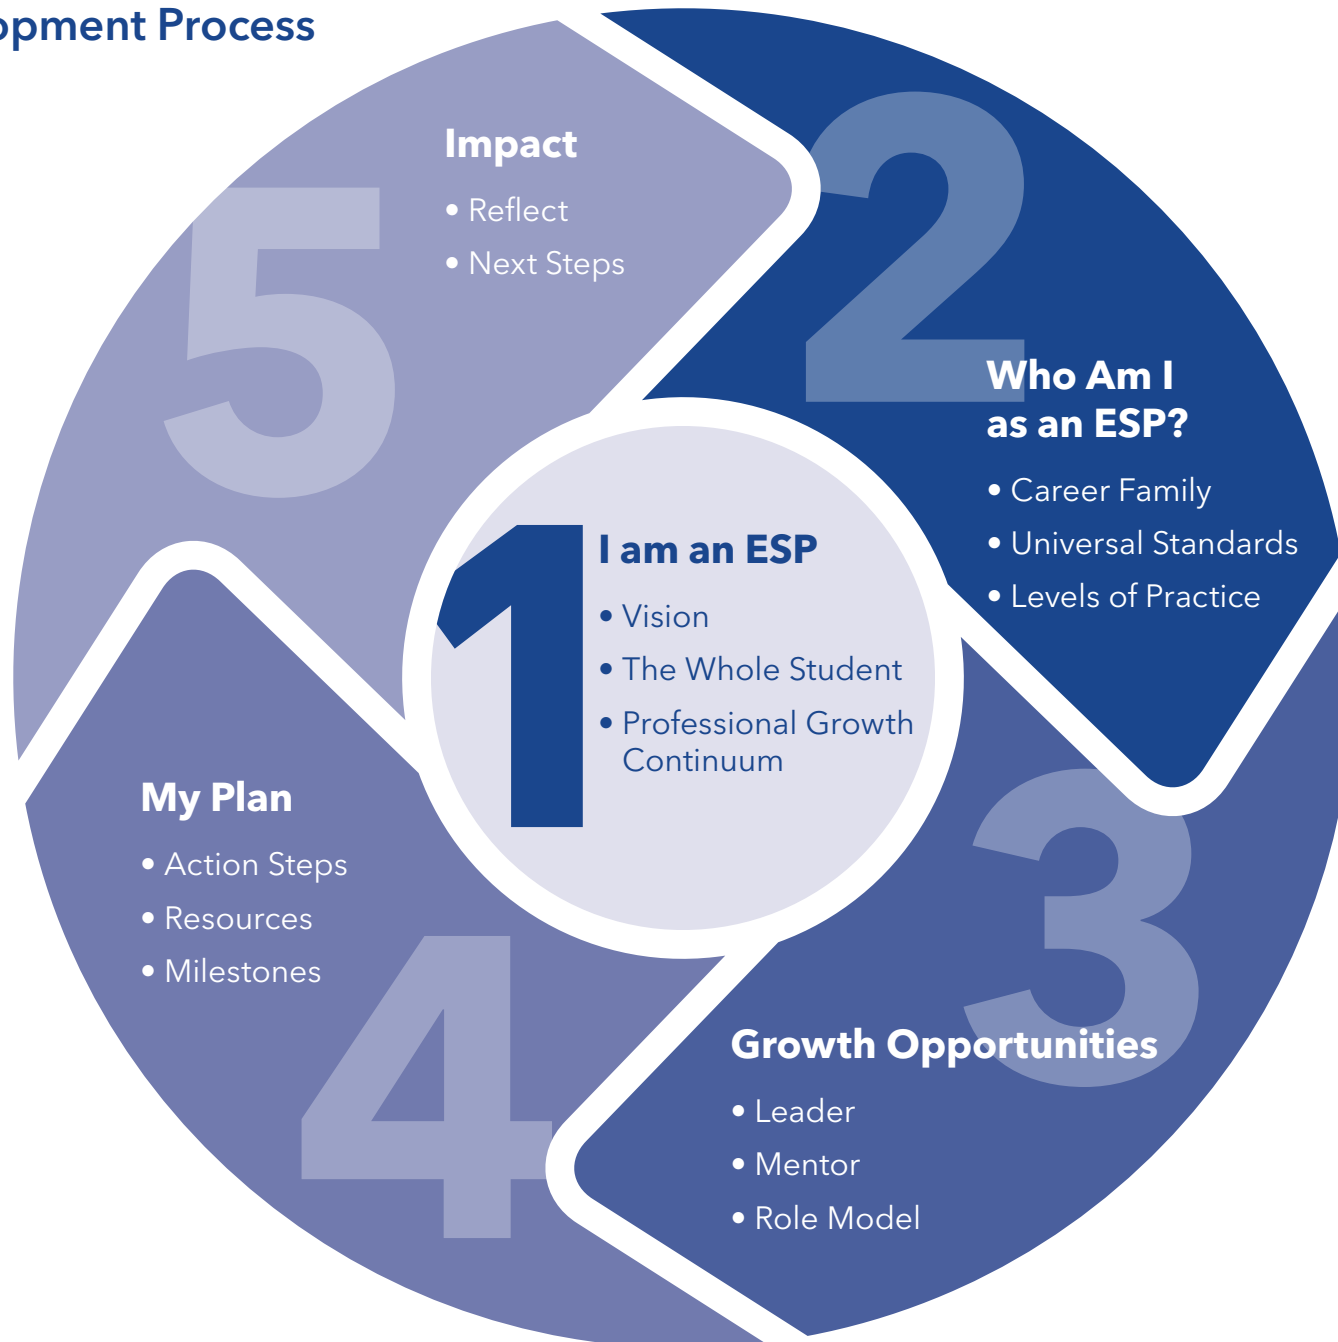 Process
1
I am an ESP
• Vision
• The Whole Student
• Professional Growth
Continuum
2
Who Am I
as an ESP?
• Career Family
• Universal Standards
• Levels of Practice
3
Growth Opportunities
• Leader
• Mentor
• Role Model
4
My Plan
• Action Steps
• Resources
• Milestones
5
Impact
• Reflect
• Next Steps